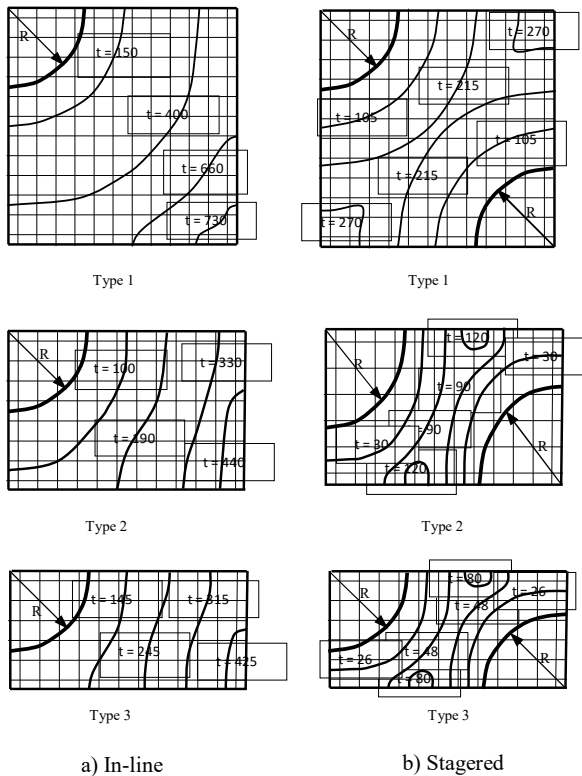 R
t = 150
t = 400
t = 660
t = 730
Type 1
R
t = 270
t = 215
t = 105
t = 105
t = 215
t = 270
R
Type 1
R
t = 100
t = 330
t = 190
t = 440
Type 2
R
t = 120
t = 30
t = 90
t = 90
t = 30
t = 120
R
Type 2
R
t = 145
t = 315
t = 245
t = 425
Type 3
R
t = 80
t = 26
t = 48
t = 48
t = 26
t = 80
R
Type 3
a) In-line
b) Stagered